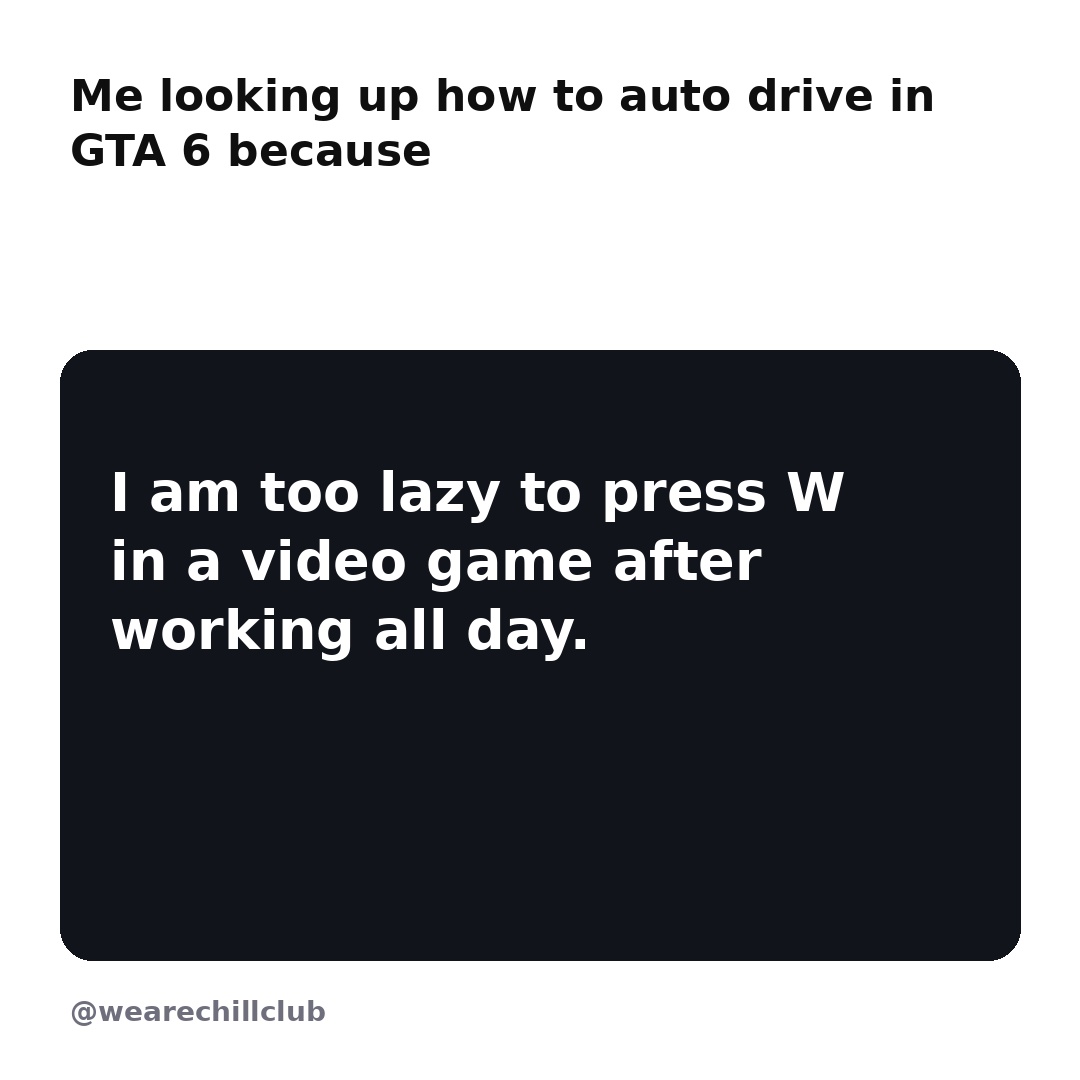 Me looking up how to auto drive in
GTA 6 because
I am too lazy to press W
in a video game after
working all day.
@wearechillclub